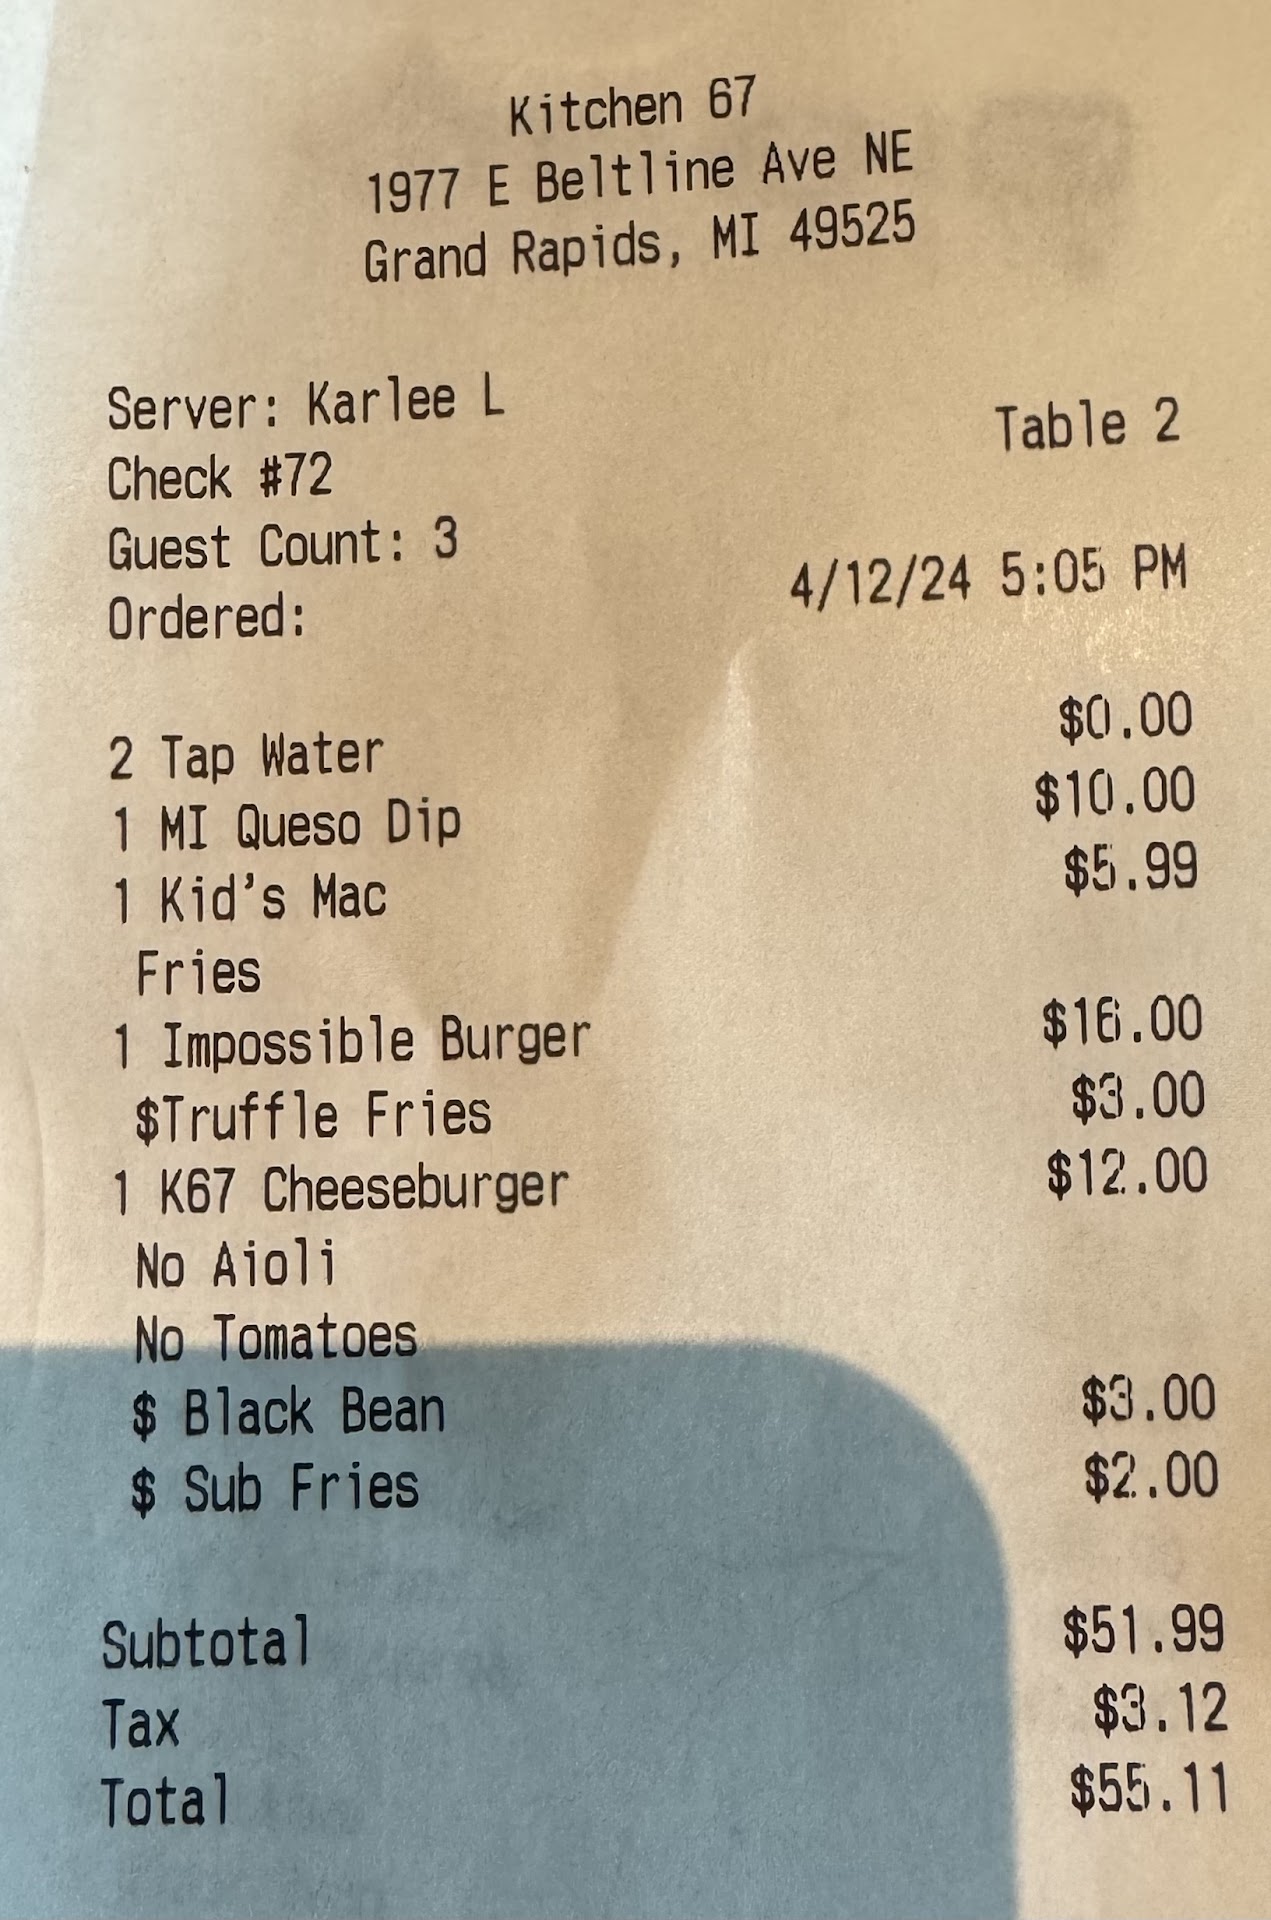 Kitchen 67
1977 E Beltline Ave NE
Grand Rapids, MI 49525
Server: Karlee L
Table 2
Check #72
Guest Count: 3
Ordered: 4/12/24 5:05 PM
2 Tap Water $0.00
1 MI Queso Dip $10.00
1 Kid's Mac $5.99
Fries
1 Impossible Burger $16.00
$Truffle Fries $3.00
1 K67 Cheeseburger $12.00
No Aioli
No Tomatoes
$ Black Bean $3.00
$ Sub Fries $2.00
Subtotal $51.99
Tax $3.12
Total $55.11